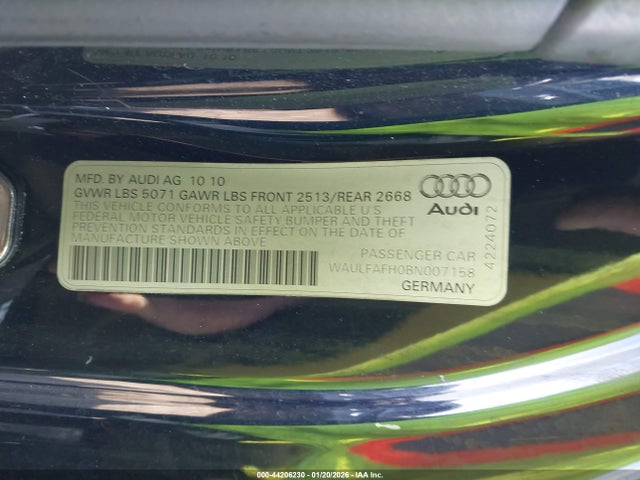 MFD. BY AUDI AG 10 10
GVWR LBS 5071 GAWR LBS FRONT 2513/REAR 2668
THIS VEHICLE CONFORMS TO ALL APPLICABLE U.S
FEDERAL MOTOR VEHICLE SAFETY BUMPER AND THEFT
PREVENTION STANDARDS IN EFFECT ON THE DATE OF
MANUFACTURE SHOWN ABOVE
Audi
4224072
PASSENGER CAR
WAULFAFH0BN007158
GERMANY
000-44206230 - 01/20/2026 - IAA Inc.